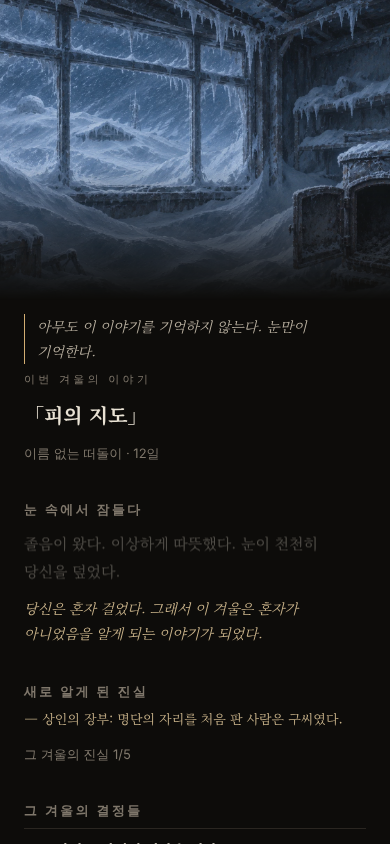 아무도 이 이야기를 기억하지 않는다. 눈만이
기억한다.
이번 겨울의 이야기
「피의 지도」
이름 없는 떠돌이 · 12일
눈 속에서 잠들다
졸음이 왔다. 이상하게 따뜻했다. 눈이 천천히
당신을 덮었다.
당신은 혼자 걸었다. 그래서 이 겨울은 혼자가
아니었음을 알게 되는 이야기가 되었다.
새로 알게 된 진실
— 상인의 장부: 명단의 자리를 처음 판 사람은 구씨였다.
그 겨울의 진실 1/5
그 겨울의 결정들